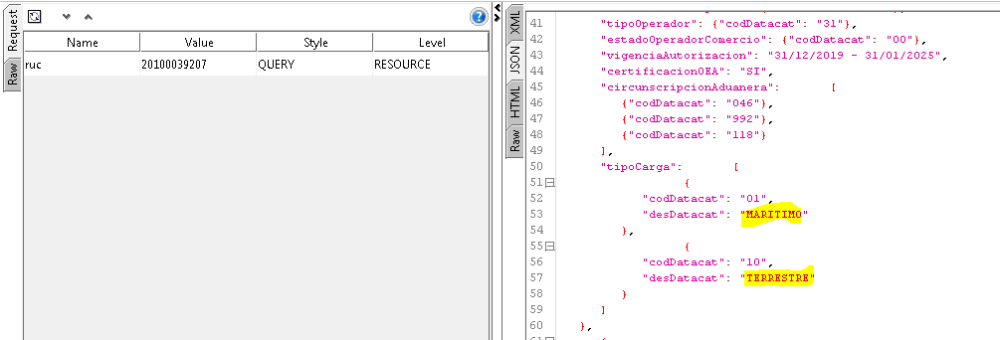 Request
Raw
Name Value Style Level
ruc 20100039207 QUERY RESOURCE
XML
JSON
HTML
Raw
41 "tipoOperador": {"codDatacat": "31"},
42 "estadoOperadorComercio": {"codDatacat": "00"},
43 "vigenciaAutorizacion": "31/12/2019 - 31/01/2025",
44 "certificacionOEA": "SI",
45 "circunscripcionAduanera": [
46 {"codDatacat": "046"},
47 {"codDatacat": "992"},
48 {"codDatacat": "118"}
49 ],
50 "tipoCarga": [
51 {
52 "codDatacat": "01",
53 "desDatacat": "MARITIMO"
54 },
55 {
56 "codDatacat": "10",
57 "desDatacat": "TERRESTRE"
58 }
59 ]
60 },